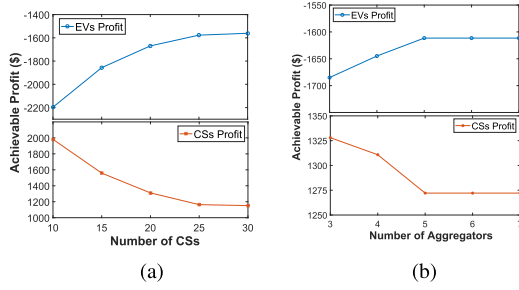 -1400
-1600
-1800
-2000
-2200
EVs Profit
Achievable Profit ($)
2000
1800
1600
1400
1200
1000
CSs Profit
10 15 20 25 30
Number of CSs
(a)
-1550
-1600
-1650
-1700
EVs Profit
Achievable Profit ($)
1350
1325
1300
1275
1250
CSs Profit
3 4 5 6 7
Number of Aggregators
(b)